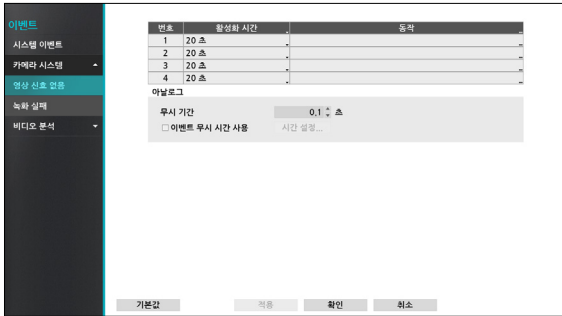 이벤트
시스템 이벤트
카메라 시스템
영상 신호 없음
녹화 실패
비디오 분석
번호 활성화 시간 동작
1 20 초
2 20 초
3 20 초
4 20 초
아날로그
무시 기간 0.1 초
이벤트 무시 시간 사용 시간 설정...
기본값 적용 확인 취소